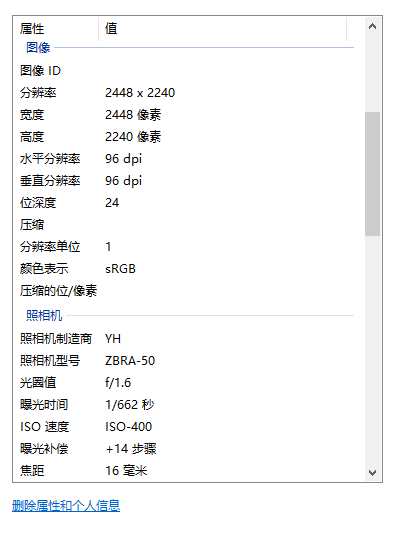 属性 值
图像
图像 ID
分辨率 2448 x 2240
宽度 2448 像素
高度 2240 像素
水平分辨率 96 dpi
垂直分辨率 96 dpi
位深度 24
压缩
分辨率单位 1
颜色表示 sRGB
压缩的位/像素
照相机
照相机制造商 YH
照相机型号 ZBRA-50
光圈值 f/1.6
曝光时间 1/662 秒
ISO 速度 ISO-400
曝光补偿 +14 步骤
焦距 16 毫米
删除属性和个人信息